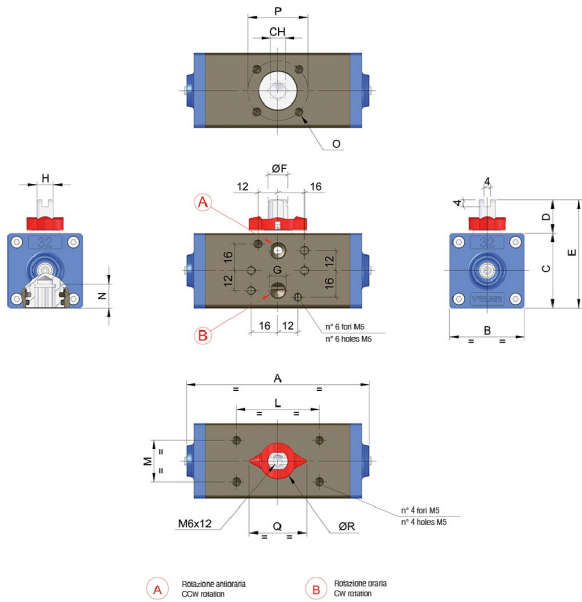 P
CH
O
H
ØF
4
12
16
4
A
D
32
32
E
16
12
C
G
N
12
16
B
16
12
n° 6 fori M5
n° 6 holes M5
B
A
=
=
L
=
=
M
=
=
M6x12
Q
=
=
ØR
n° 4 fori M5
n° 4 holes M5
A
Rotazione antioraria
CCW rotation
B
Rotazione oraria
CW rotation